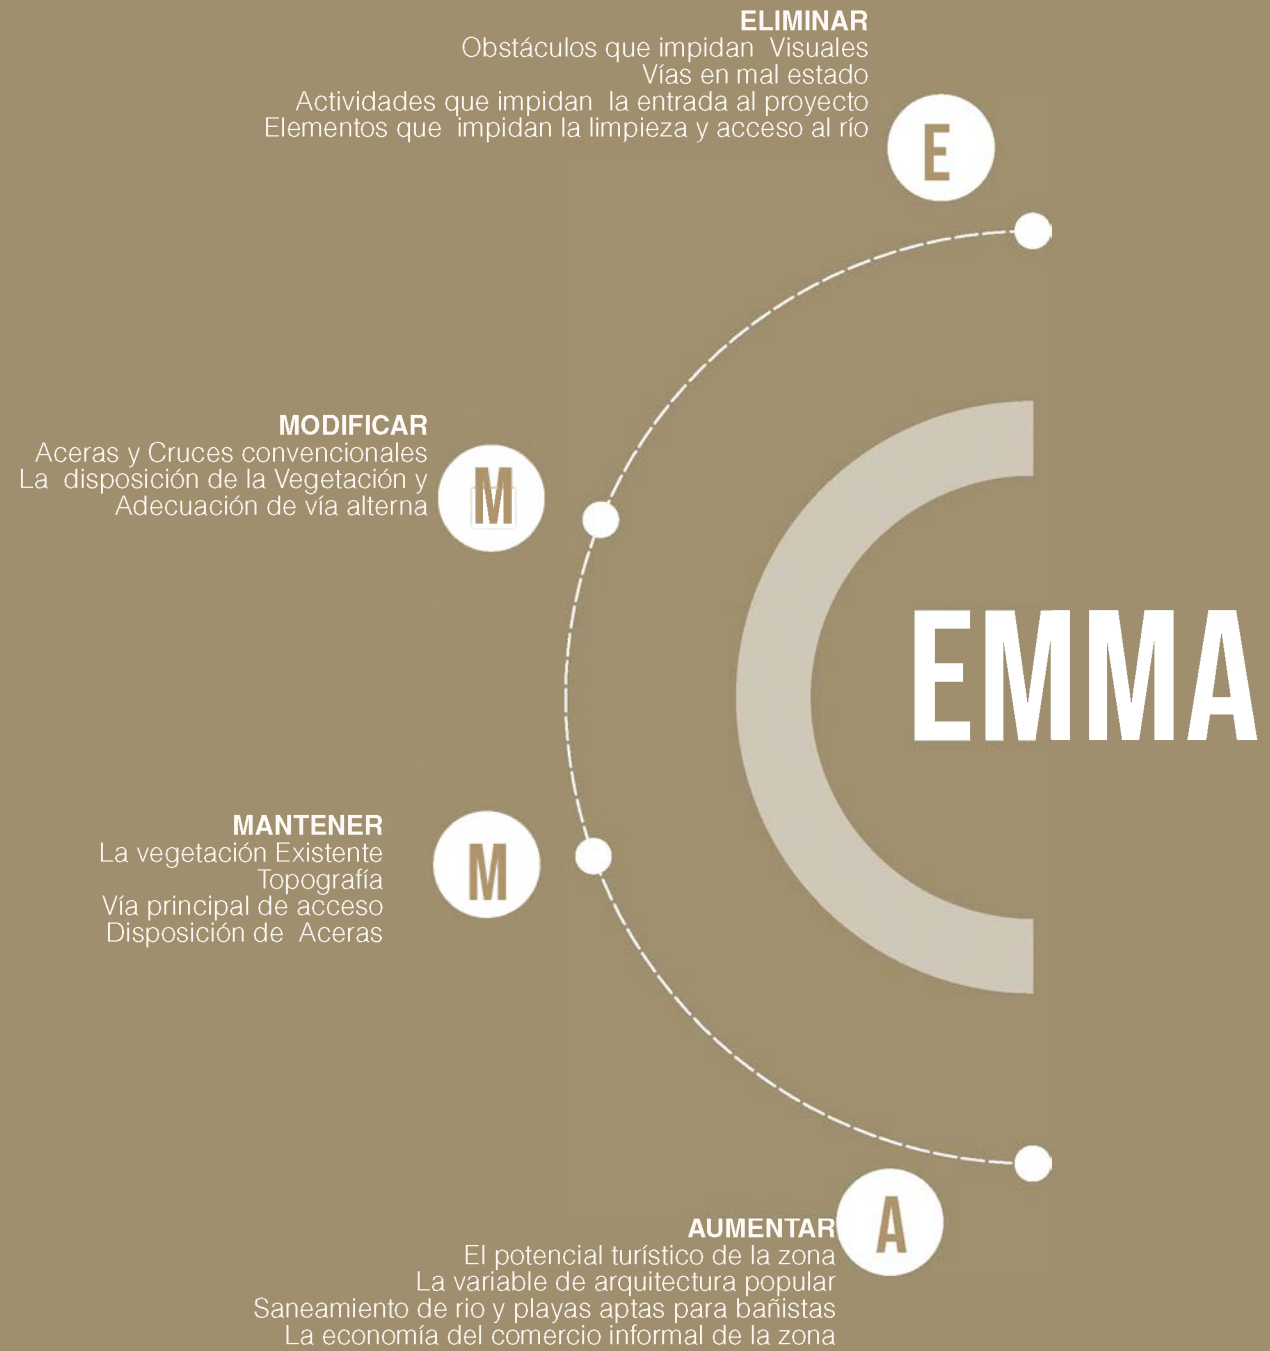 ELIMINAR
Obstáculos que impidan Visuales
Vías en mal estado
Actividades que impidan la entrada al proyecto
Elementos que impidan la limpieza y acceso al río
E
MODIFICAR
Aceras y Cruces convencionales
La disposición de la Vegetación y
Adecuación de vía alterna
M
EMMA
MANTENER
La vegetación Existente
Topografía
Vía principal de acceso
Disposición de Aceras
M
AUMENTAR
El potencial turístico de la zona
La variable de arquitectura popular
Saneamiento de rio y playas aptas para bañistas
La economía del comercio informal de la zona
A